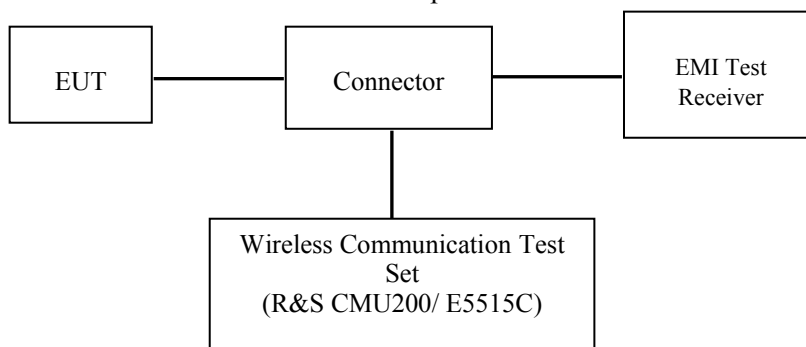 EUT
Connector
EMI Test
Receiver
Wireless Communication Test
Set
(R&S CMU200/ E5515C)